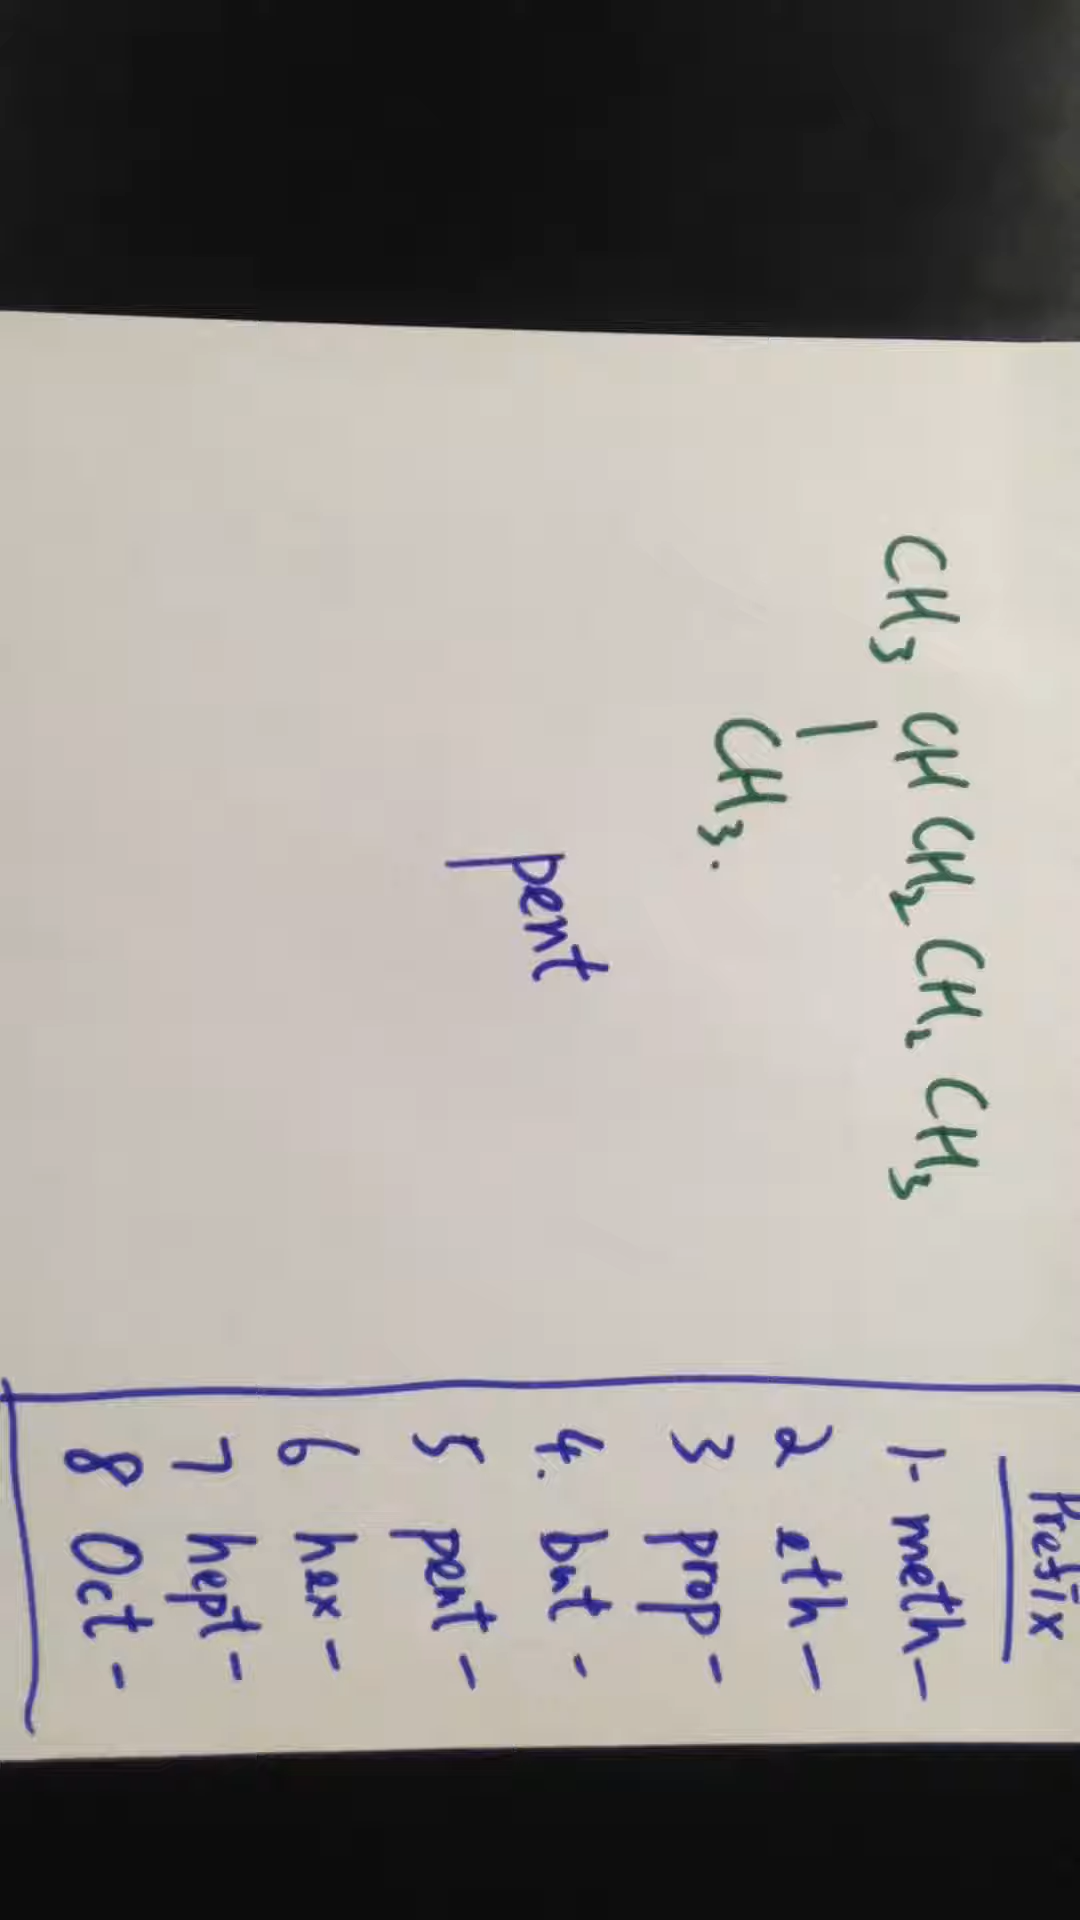 CH₃ CH CH₂ CH₂ CH₃
|
CH₃.
pent
Prefix
1- meth-
2 eth-
3 prop-
4. but-
5 pent-
6 hex-
7 hept-
8 Oct-